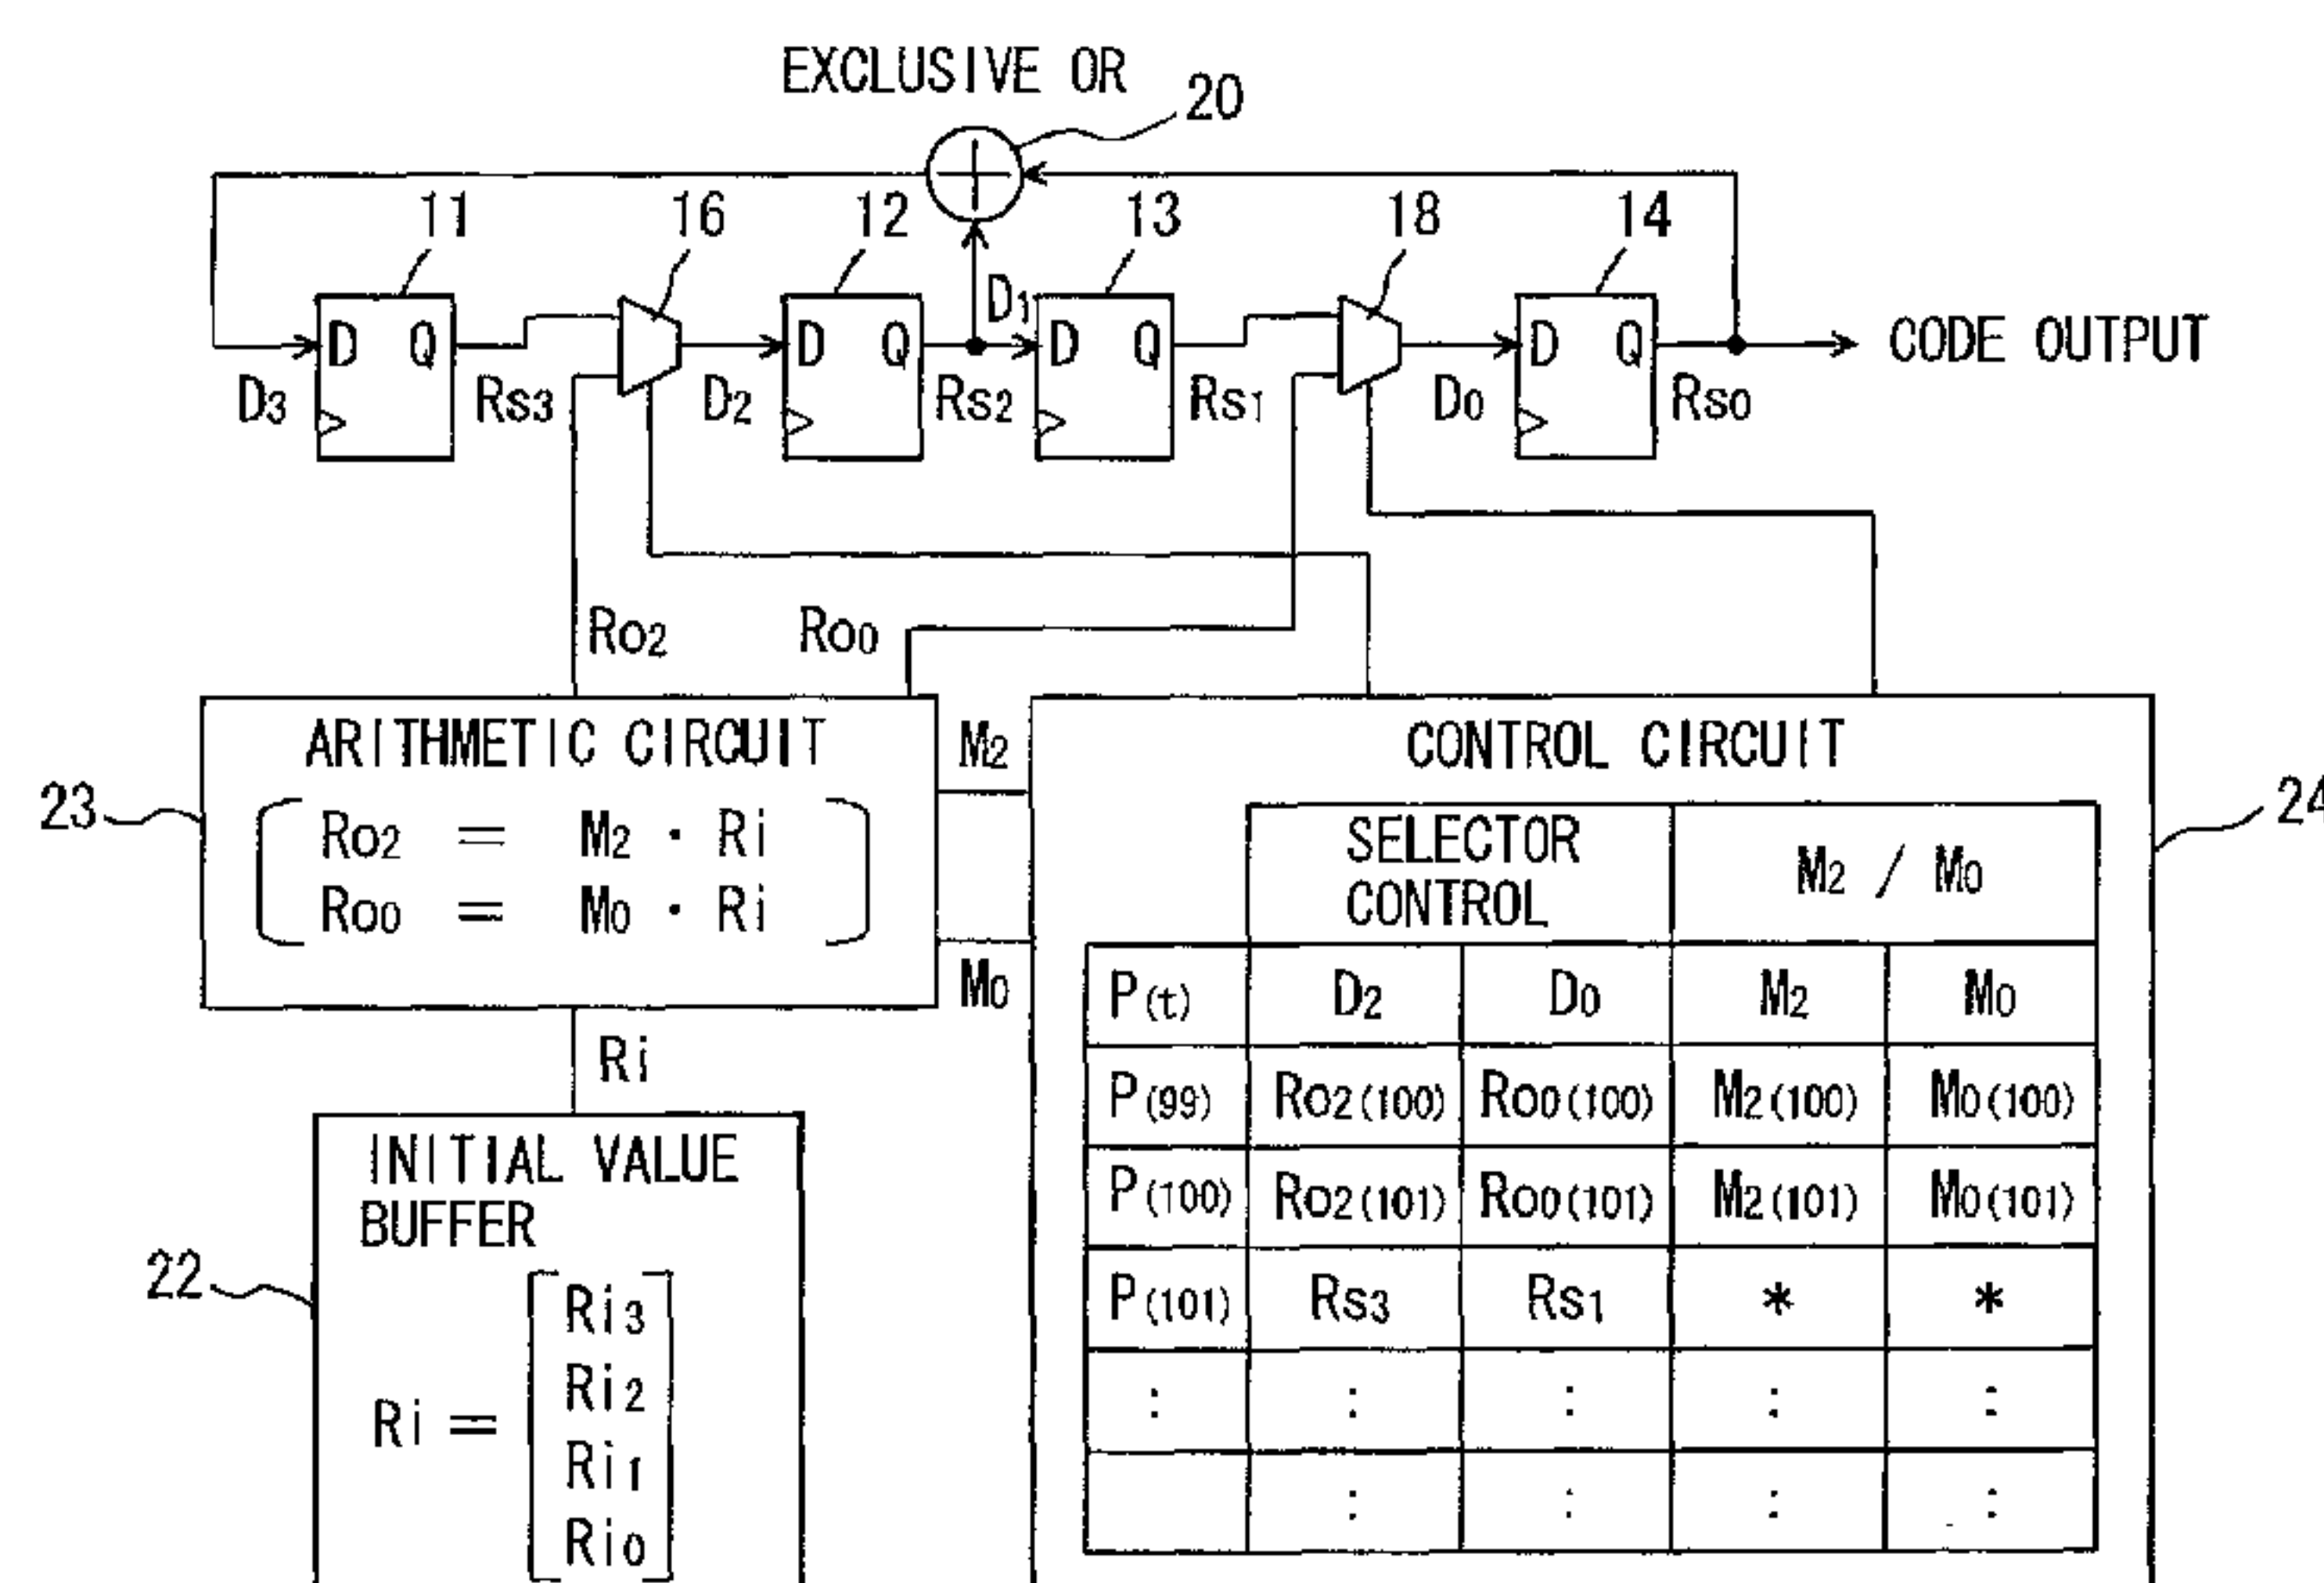 EXCLUSIVE OR
20
11
16
12
13
18
14
D Q
D Q
D1
D Q
D Q
CODE OUTPUT
D3
Rs3
D2
Rs2
Rs1
D0
Rs0
Ro2
Ro0
ARITHMETIC CIRCUIT
Ro2 = M2 · Ri
Ro0 = M0 · Ri
23
M2
M0
CONTROL CIRCUIT
24
SELECTOR CONTROL M2 / M0
P(t) D2 D0 M2 M0
P(99) Ro2(100) Ro0(100) M2(100) M0(100)
P(100) Ro2(101) Ro0(101) M2(101) M0(101)
P(101) Rs3 Rs1 * *
: : : : :
: : : :
Ri
INITIAL VALUE
BUFFER
22
Ri =
Ri3
Ri2
Ri1
Ri0